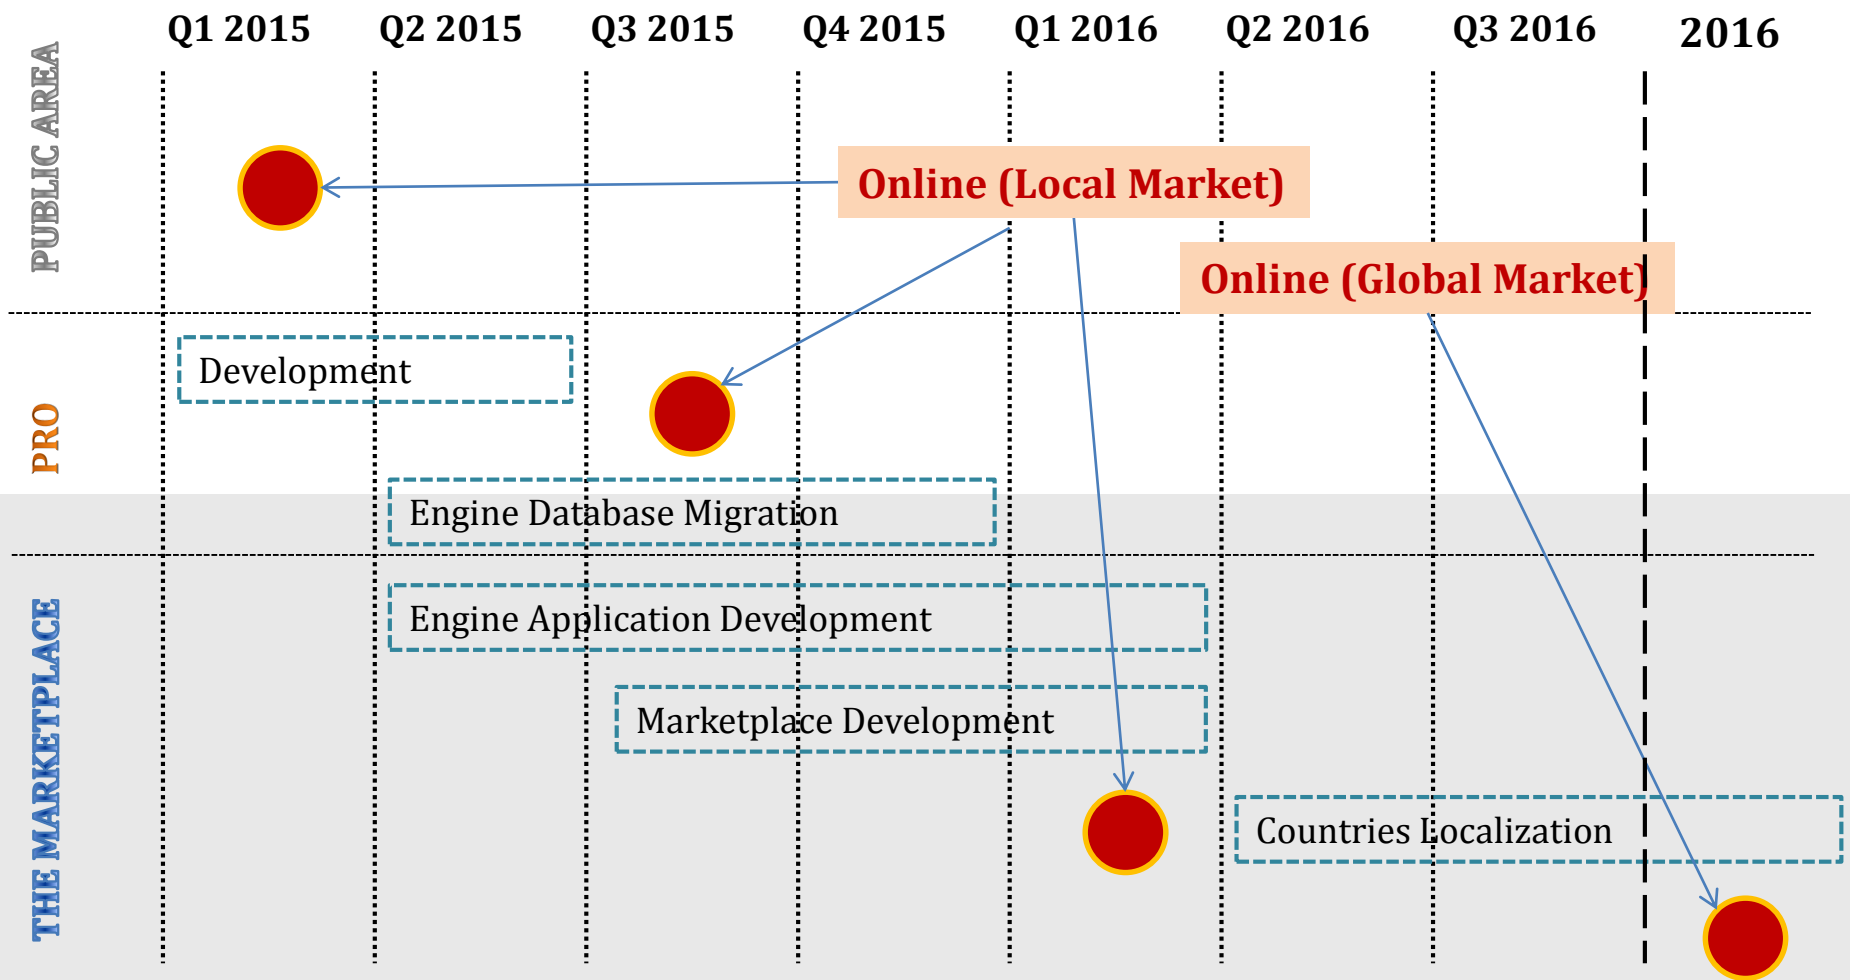 Q1 2015 Q2 2015 Q3 2015 Q4 2015 Q1 2016 Q2 2016 Q3 2016 2016
PUBLIC AREA
Online (Local Market)
Online (Global Market)
PRO
Development
Engine Database Migration
THE MARKETPLACE
Engine Application Development
Marketplace Development
Countries Localization